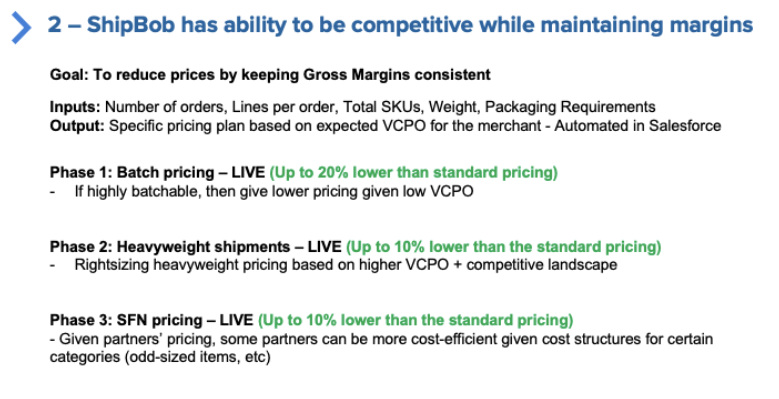 2 – ShipBob has ability to be competitive while maintaining margins
Goal: To reduce prices by keeping Gross Margins consistent
Inputs: Number of orders, Lines per order, Total SKUs, Weight, Packaging Requirements
Output: Specific pricing plan based on expected VCPO for the merchant - Automated in Salesforce
Phase 1: Batch pricing – LIVE (Up to 20% lower than standard pricing)
- If highly batchable, then give lower pricing given low VCPO
Phase 2: Heavyweight shipments – LIVE (Up to 10% lower than the standard pricing)
- Rightsizing heavyweight pricing based on higher VCPO + competitive landscape
Phase 3: SFN pricing – LIVE (Up to 10% lower than the standard pricing)
- Given partners’ pricing, some partners can be more cost-efficient given cost structures for certain
categories (odd-sized items, etc)